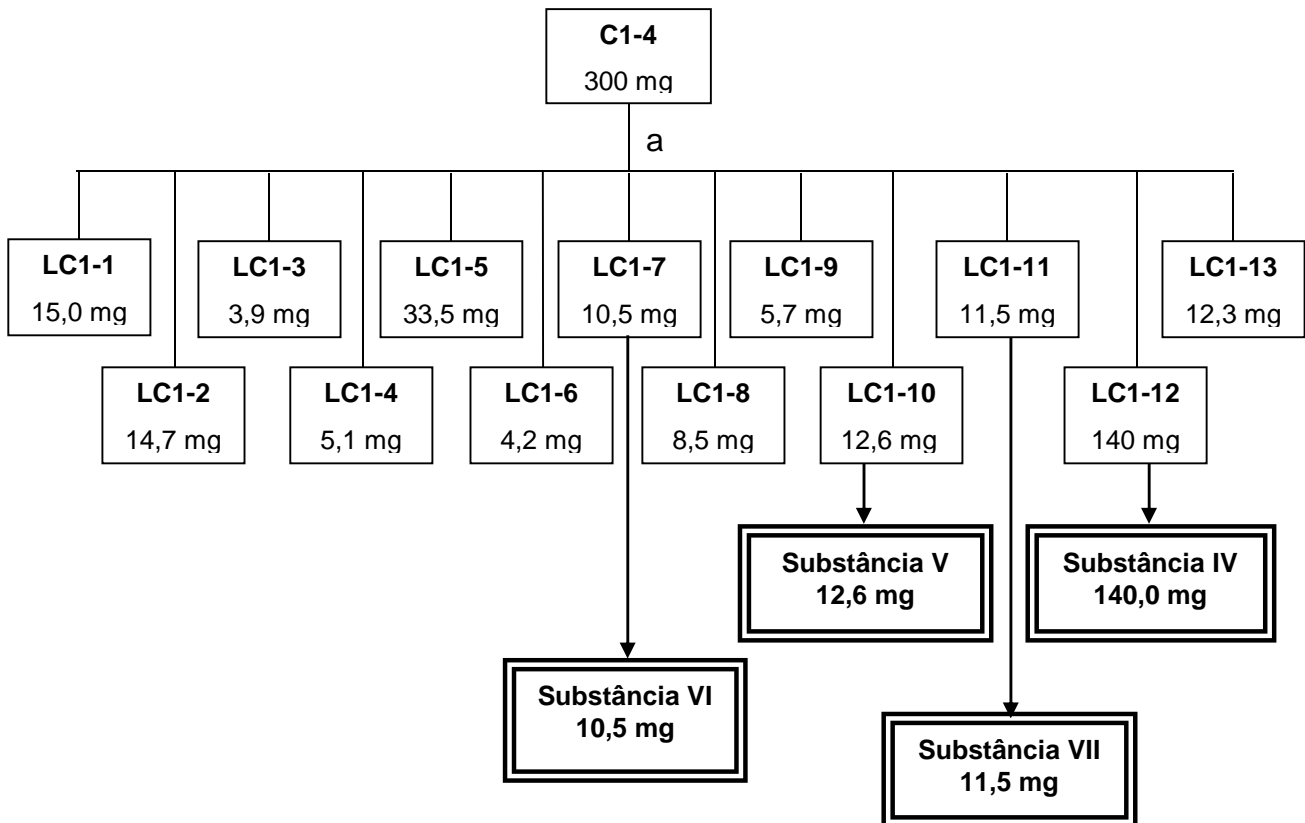 C1-4
300 mg
a
LC1-1
15,0 mg
LC1-3
3,9 mg
LC1-5
33,5 mg
LC1-7
10,5 mg
LC1-9
5,7 mg
LC1-11
11,5 mg
LC1-13
12,3 mg
LC1-2
14,7 mg
LC1-4
5,1 mg
LC1-6
4,2 mg
LC1-8
8,5 mg
LC1-10
12,6 mg
LC1-12
140 mg
Substância V
12,6 mg
Substância IV
140,0 mg
Substância VI
10,5 mg
Substância VII
11,5 mg